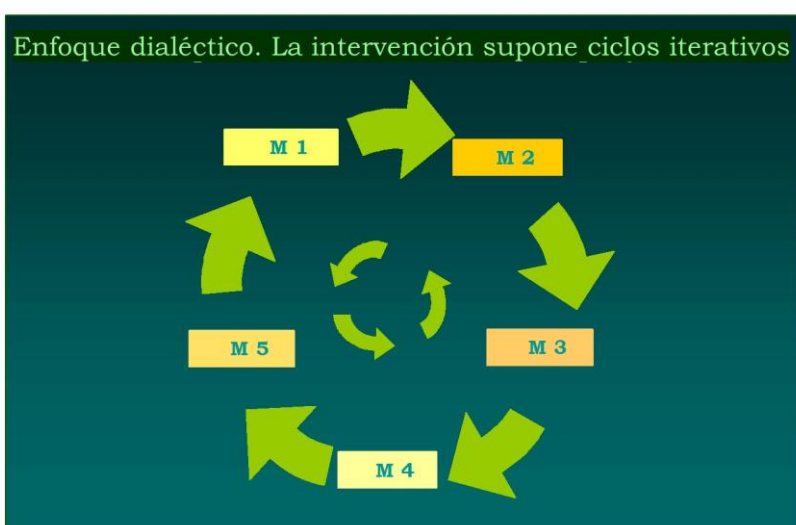 Enfoque dialéctico. La intervención supone ciclos iterativos
M 1
M 2
M 3
M 4
M 5